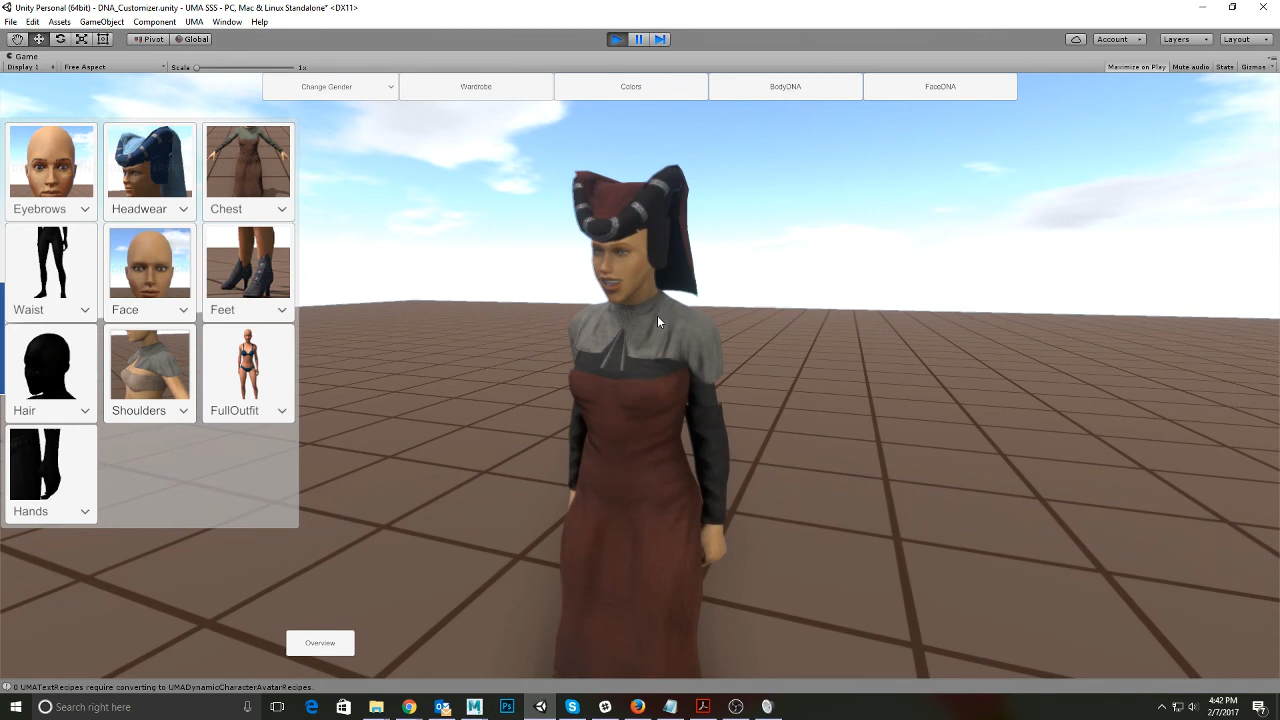 Unity Personal (64bit) - DNA_Customizer.unity - UMA SSS - PC, Mac & Linux Standalone* <DX11>
File Edit Assets GameObject Component UMA Window Help
Pivot Global Account Layers Layout
Game
Display 1 Free Aspect Scale 1x Maximize on Play Mute audio Stats Gizmos
Change Gender Wardrobe Colors BodyDNA FaceDNA
Eyebrows Headwear Chest
Waist Face Feet
Hair Shoulders FullOutfit
Hands
Overview
0 UMATextRecipes require converting to UMADynamicCharacterAvatarRecipes.
Search right here
4:42 PM
2/7/2017